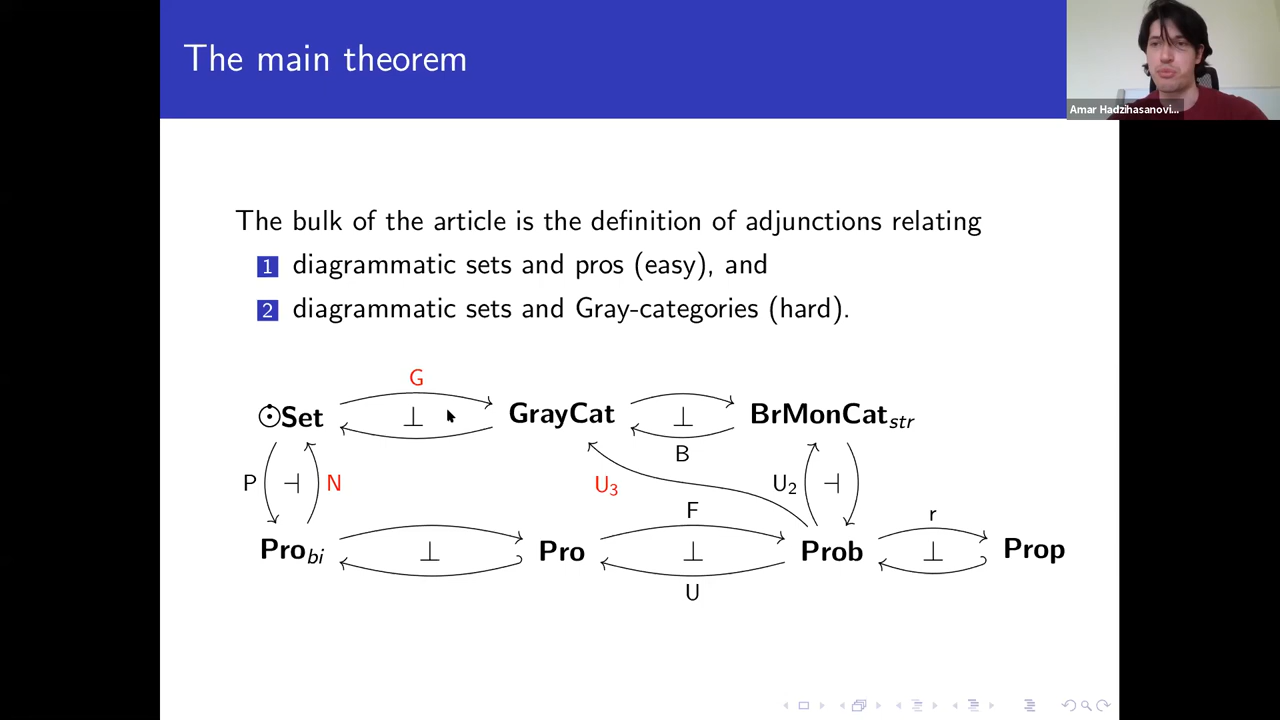 The main theorem
Amar Hadzihasanovi...
The bulk of the article is the definition of adjunctions relating
1 diagrammatic sets and pros (easy), and
2 diagrammatic sets and Gray-categories (hard).
G
⊙Set ⊥ GrayCat ⊥ BrMonCat_str
B
P ⊣ N U₃ U₂ ⊣
F r
Pro_bi ⊥ Pro ⊥ Prob ⊥ Prop
U